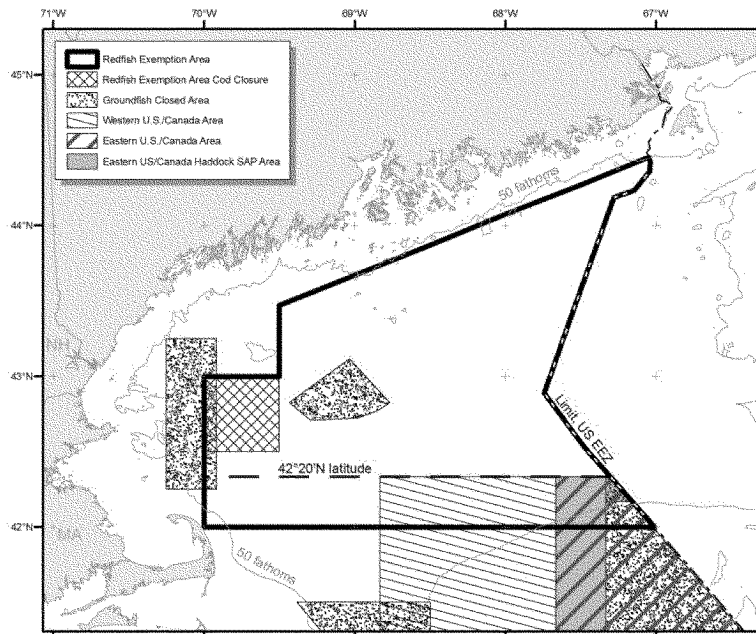 71°W 70°W 69°W 68°W 67°W
45°N
44°N
43°N
42°N
Redfish Exemption Area
Redfish Exemption Area Cod Closure
Groundfish Closed Area
Western U.S./Canada Area
Eastern U.S./Canada Area
Eastern US/Canada Haddock SAP Area
50 fathoms
NH
Limit, US EEZ
42°20'N latitude
MA
50 fathoms